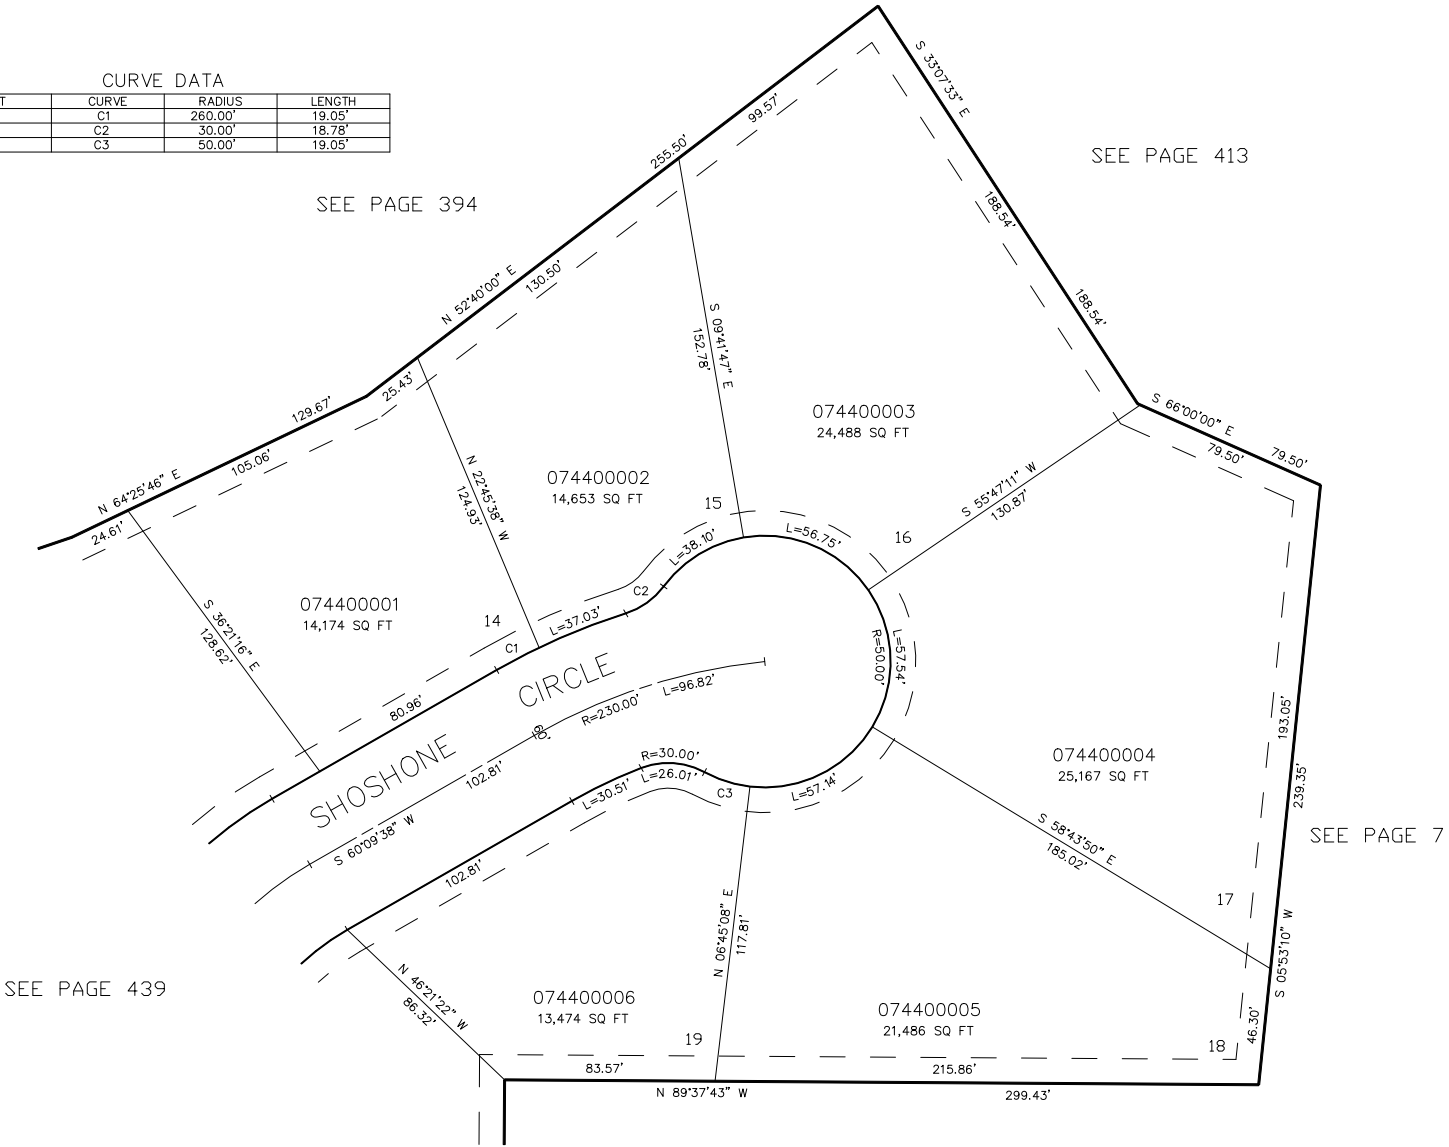 CURVE DATA
T CURVE RADIUS LENGTH
C1 260.00' 19.05'
C2 30.00' 18.78'
C3 50.00' 19.05'
SEE PAGE 394
SEE PAGE 413
S 33°07'33" E
99.57'
255.50'
188.54'
188.54'
N 52°40'00" E
130.50'
S 09°41'47" E
152.78'
129.67'
25.43'
N 64°25'46" E
105.06'
24.61'
074400003
24,488 SQ FT
S 66°00'00" E
79.50'
79.50'
N 22°45'38" W
124.93'
074400002
14,653 SQ FT
15
S 55°47'11" W
130.87'
16
L=38.10'
L=56.75'
S 36°21'16" E
128.62'
074400001
14,174 SQ FT
14
C2
L=37.03'
C1
R=50.00'
L=57.54'
80.96'
SHOSHONE CIRCLE
R=230.00'
L=96.82'
60'
102.81'
S 60°09'38" W
R=30.00'
L=26.01'
L=30.51'
C3
L=57.14'
102.81'
193.05'
074400004
25,167 SQ FT
239.35'
S 58°43'50" E
185.02'
SEE PAGE 7
17
S 05°53'10" W
N 06°45'08" E
117.81'
SEE PAGE 439
N 46°21'22" W
86.32'
074400006
13,474 SQ FT
19
074400005
21,486 SQ FT
18
46.30'
83.57'
215.86'
N 89°37'43" W
299.43'